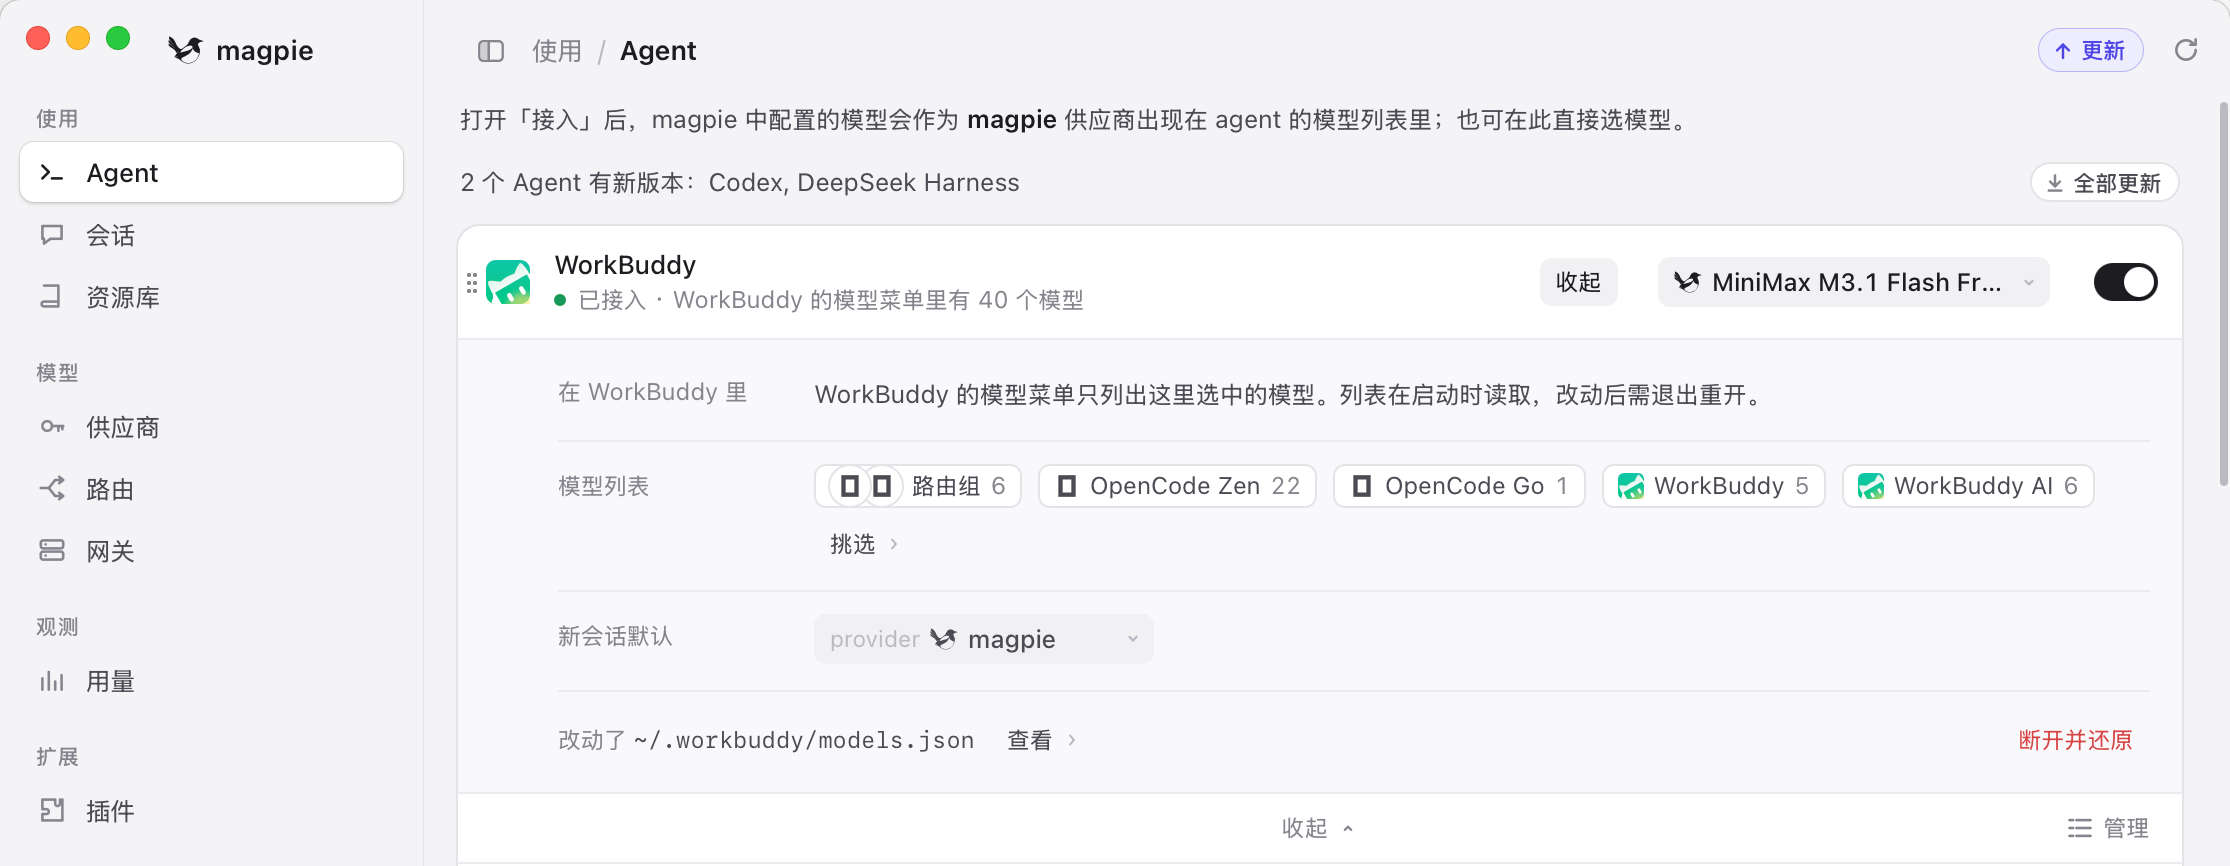 magpie
使用
Agent
会话
资源库
模型
供应商
路由
网关
观测
用量
扩展
插件
使用 / Agent
更新
打开「接入」后，magpie 中配置的模型会作为 magpie 供应商出现在 agent 的模型列表里；也可在此直接选模型。
2 个 Agent 有新版本：Codex, DeepSeek Harness
全部更新
WorkBuddy
已接入 · WorkBuddy 的模型菜单里有 40 个模型
收起
MiniMax M3.1 Flash Fr...
在 WorkBuddy 里
WorkBuddy 的模型菜单只列出这里选中的模型。列表在启动时读取，改动后需退出重开。
模型列表
路由组 6
OpenCode Zen 22
OpenCode Go 1
WorkBuddy 5
WorkBuddy AI 6
挑选
新会话默认
provider magpie
改动了 ~/.workbuddy/models.json 查看
断开并还原
收起
管理